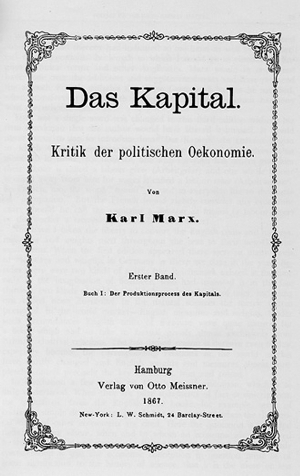 Das Kapital.
Kritik der politischen Oekonomie.
Von
Karl Marx.
Erster Band.
Buch I: Der Produktionsprocess des Kapitals.
Hamburg
Verlag von Otto Meissner.
1867.
New-York: L. W. Schmidt, 24 Barclay-Street.